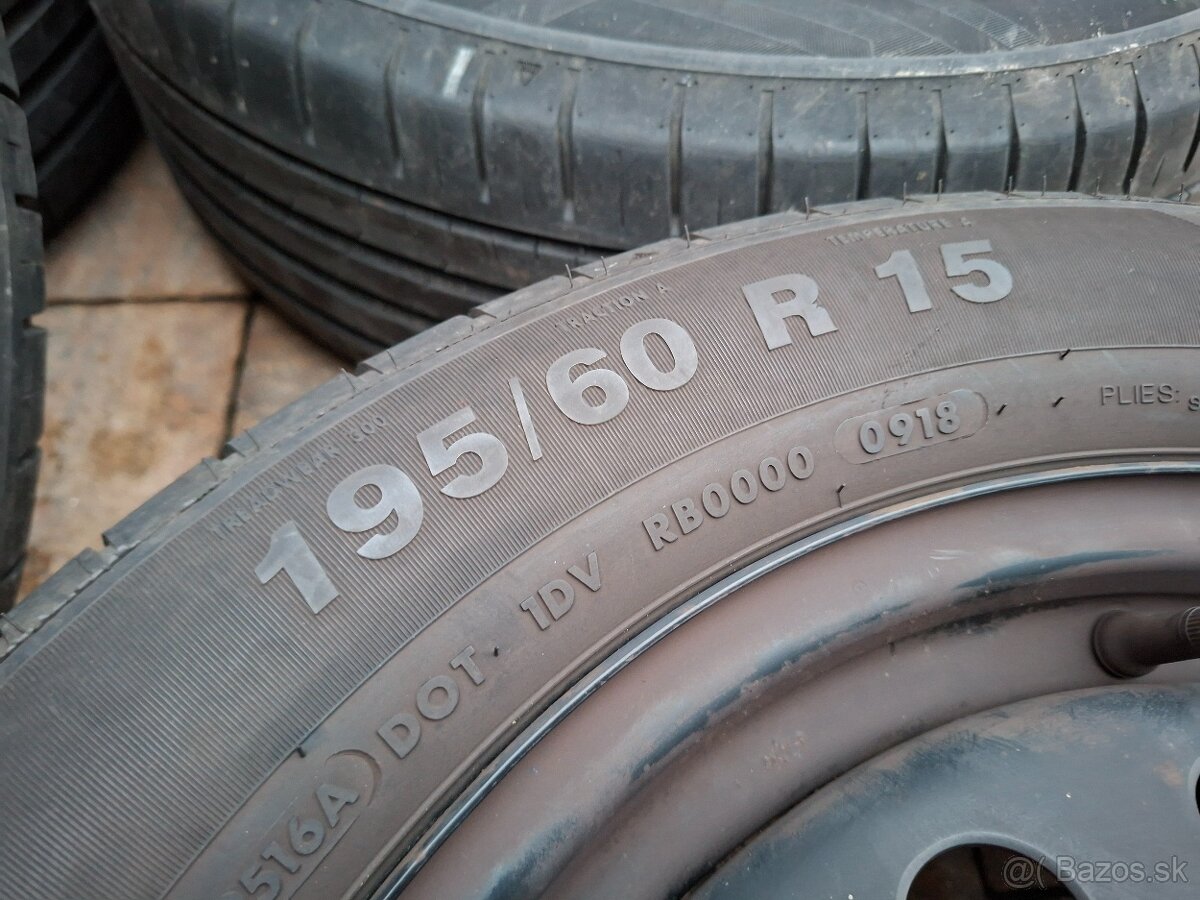 TREADWEAR 300
TRACTION A
TEMPERATURE A
195/60 R 15
516A DOT. 1DV RB0000 0918
PLIES:
@( Bazos.sk